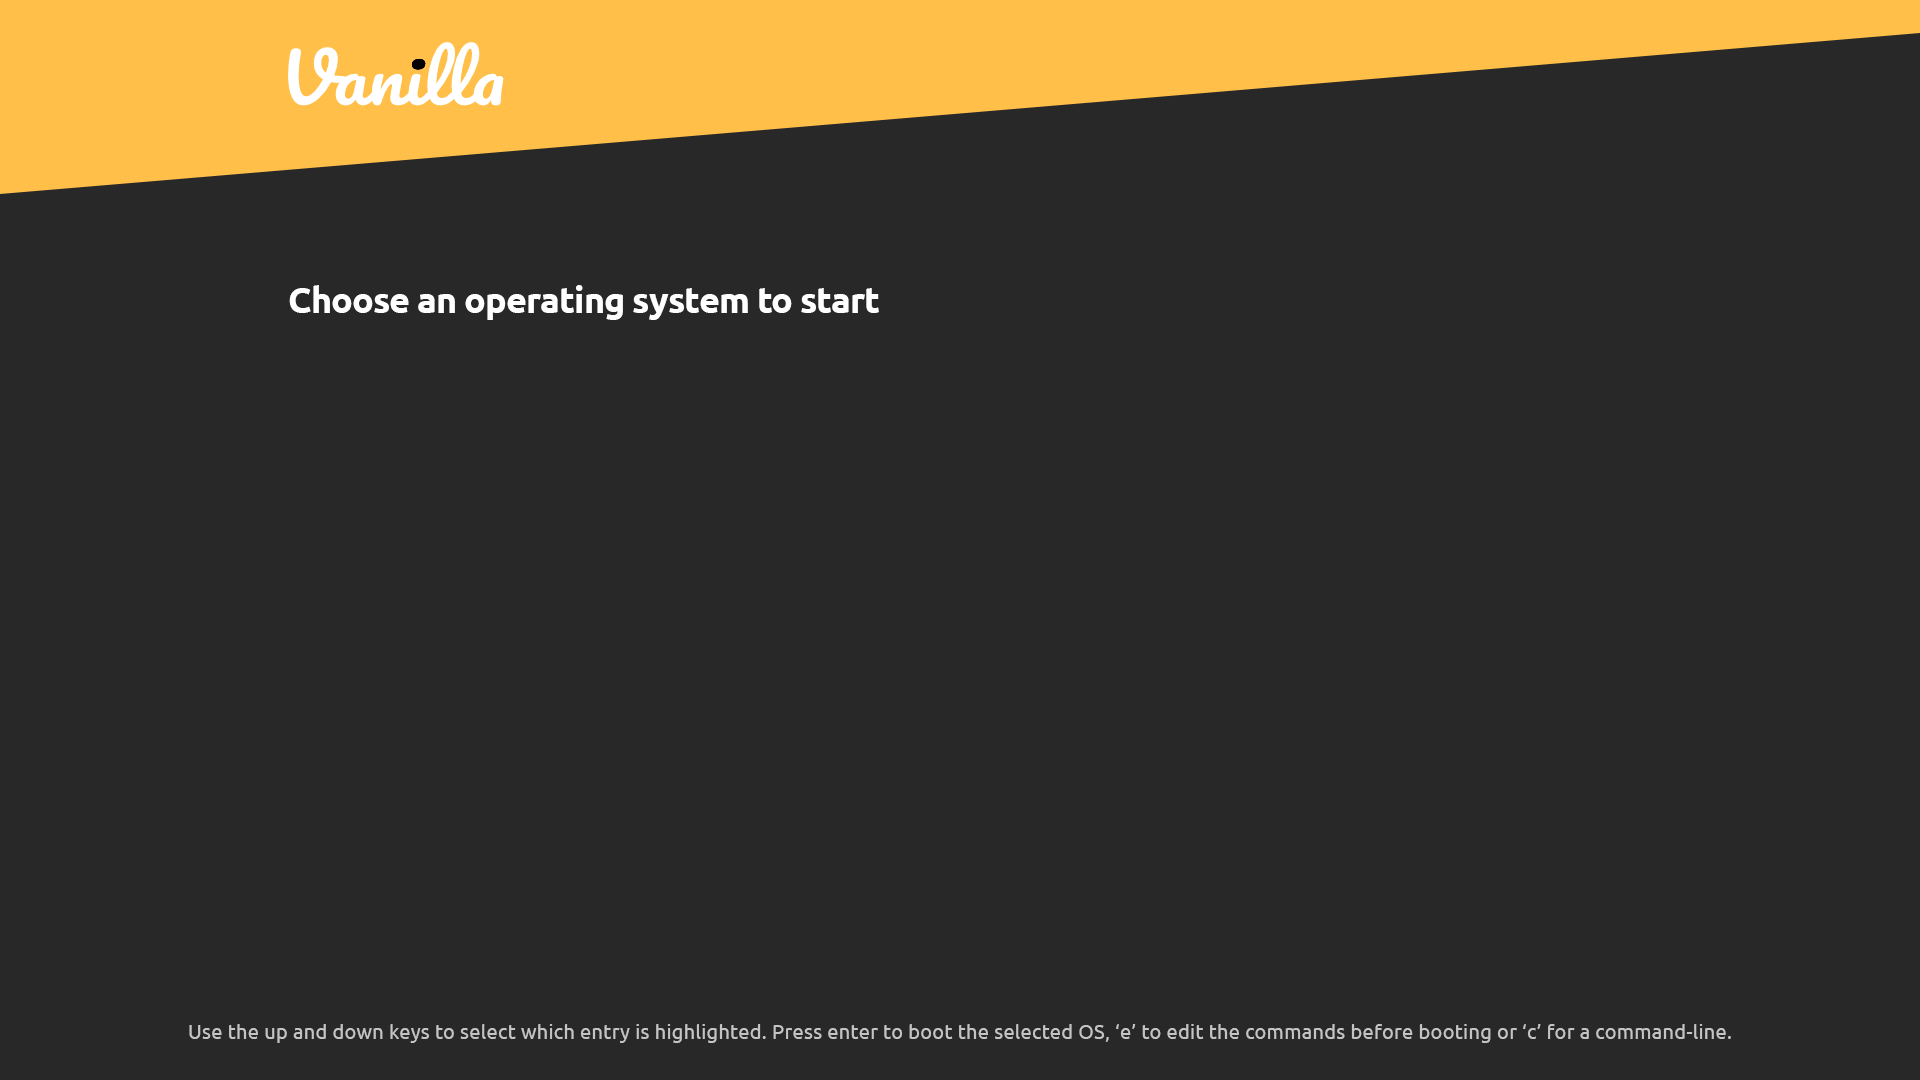 Vanilla
Choose an operating system to start
Use the up and down keys to select which entry is highlighted. Press enter to boot the selected OS, ‘e’ to edit the commands before booting or ‘c’ for a command-line.